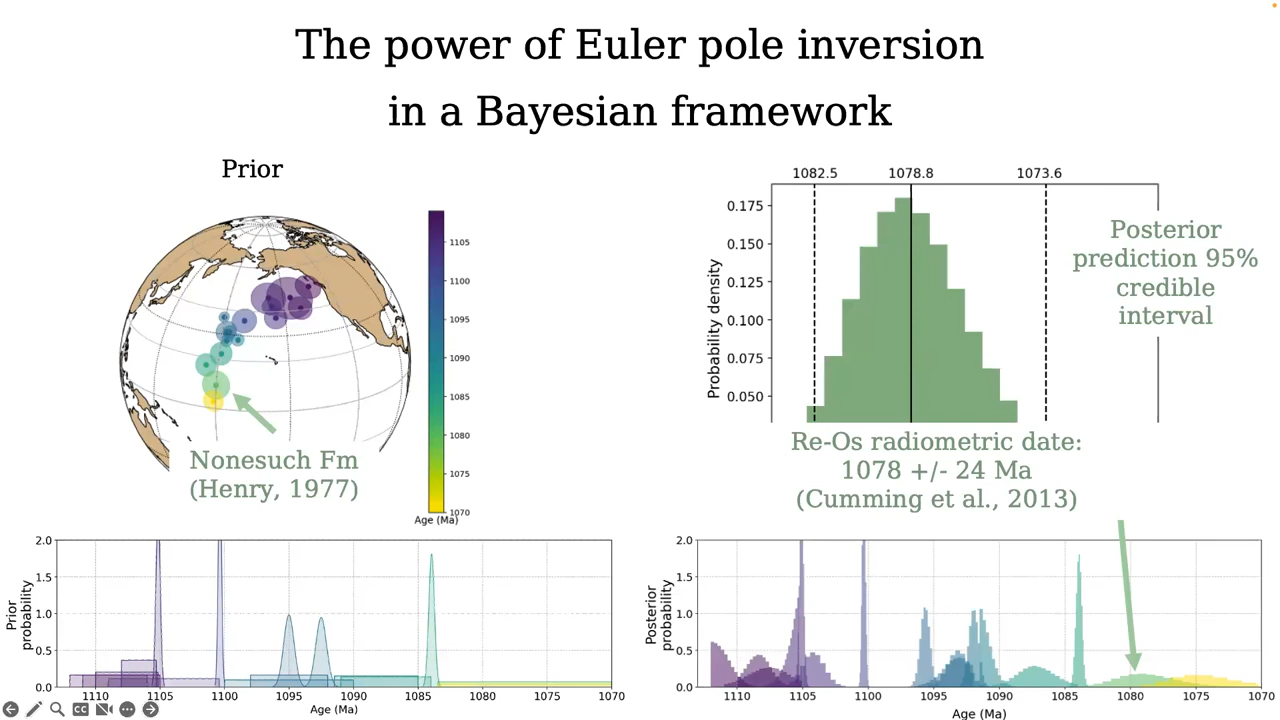 The power of Euler pole inversion
in a Bayesian framework
Prior
1105
1100
1095
1090
1085
1080
1075
1070
Age (Ma)
Nonesuch Fm
(Henry, 1977)
1082.5 1078.8 1073.6
0.175
0.150
0.125
0.100
0.075
0.050
Probability density
Posterior
prediction 95%
credible
interval
Re-Os radiometric date:
1078 +/- 24 Ma
(Cumming et al., 2013)
2.0
1.5
1.0
0.5
0.0
Prior
probability
1110 1105 1100 1095 1090 1085 1080 1075 1070
Age (Ma)
2.0
1.5
1.0
0.5
0.0
Posterior
probability
1110 1105 1100 1095 1090 1085 1080 1075 1070
Age (Ma)
CC